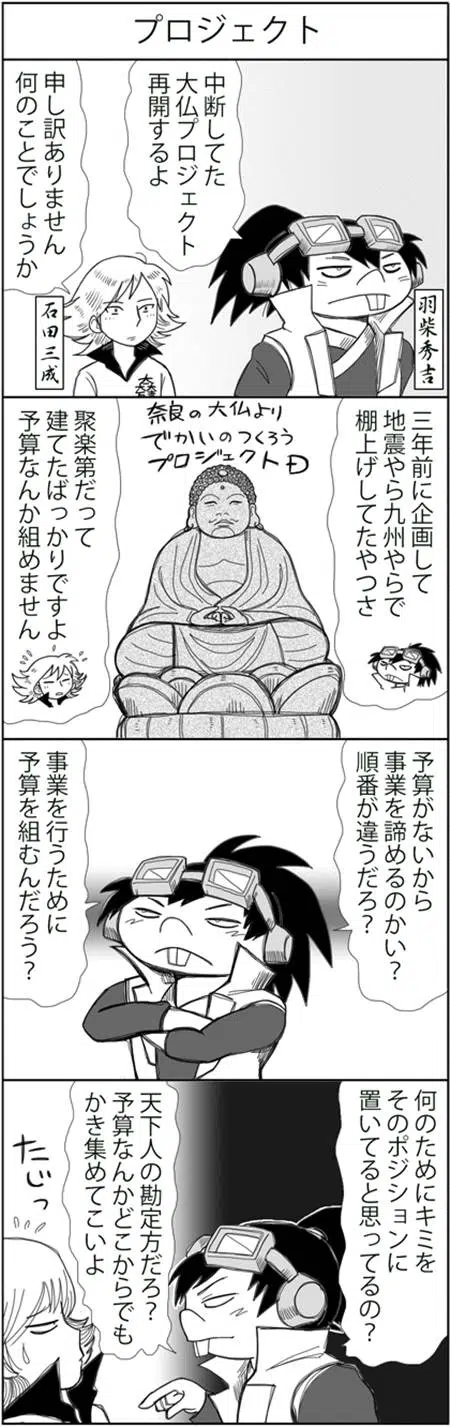 プロジェクト
中断してた
大仏プロジェクト
再開するよ
申し訳ありません
何のことでしょうか
羽柴秀吉
石田三成
三年前に企画して
地震やら九州やらで
棚上げしてたやつさ
奈良の大仏より
でかいのつくろう
プロジェクトD
聚楽第だって
建てたばっかりですよ
予算なんか組めません
予算がないから
事業を諦めるのかい？
順番が違うだろ？
事業を行うために
予算を組むんだろう？
何のためにキミを
そのポジションに
置いてると思ってるの？
天下人の勘定方だろ？
予算なんかどこからでも
かき集めてこいよ
たじっ